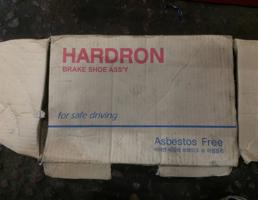 HARDRON
BRAKE SHOE ASS'Y
for safe driving
Asbestos Free